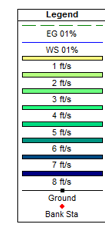 Legend
EG 01%
WS 01%
1 ft/s
2 ft/s
3 ft/s
4 ft/s
5 ft/s
6 ft/s
7 ft/s
8 ft/s
Ground
Bank Sta